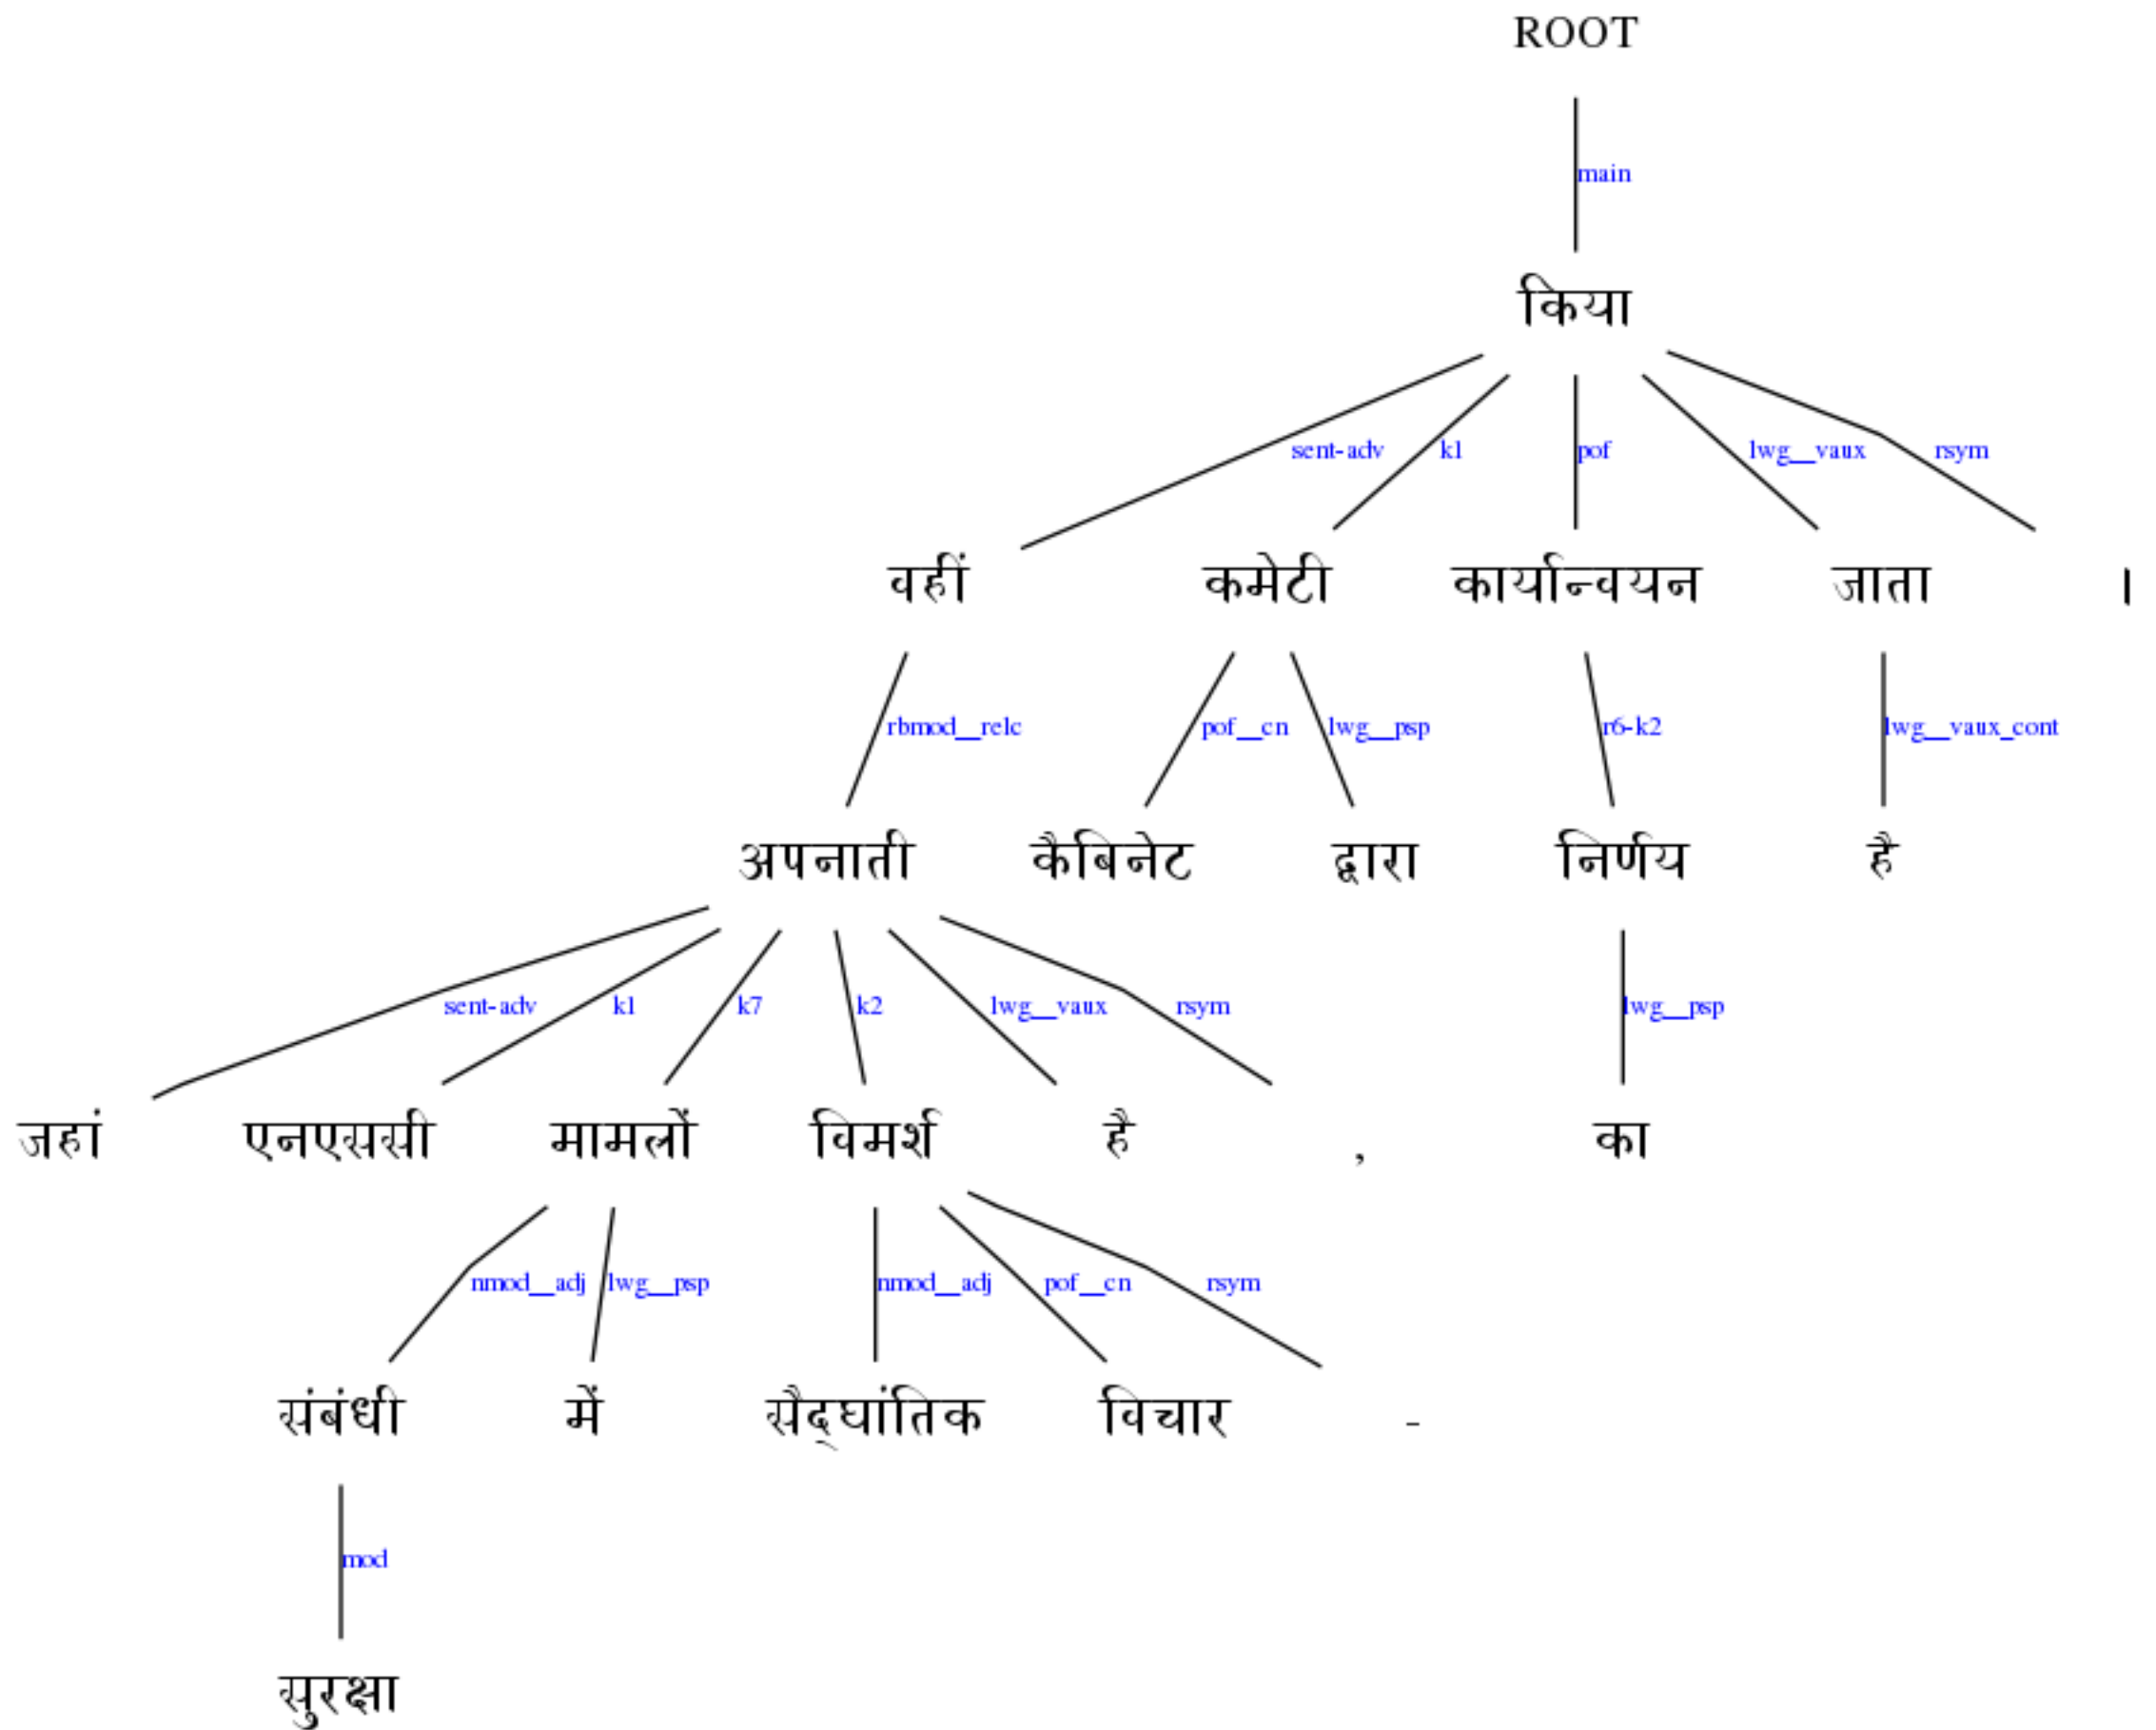 ROOT
main
किया
sent-adv k1 pof lwg__vaux rsym
वहीं कमेटी कार्यान्वयन जाता ।
rbmod__relc pof__cn lwg__psp r6-k2 lwg__vaux_cont
अपनाती कैबिनेट द्वारा निर्णय है
sent-adv k1 k7 k2 lwg__vaux rsym lwg__psp
जहां एनएससी मामलों विमर्श है , का
nmod__adj lwg__psp nmod__adj pof__cn rsym
संबंधी में सैद्घांतिक विचार -
mod
सुरक्षा